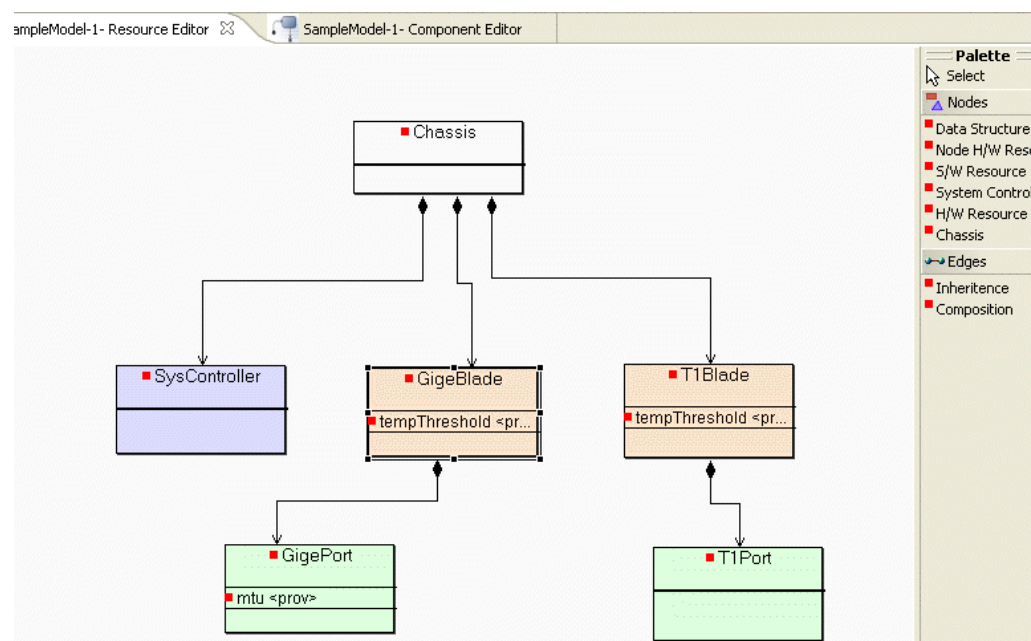 ampleModel-1- Resource Editor
SampleModel-1- Component Editor
Palette
Select
Nodes
Data Structure
Node H/W Res
S/W Resource
System Contro
H/W Resource
Chassis
Edges
Inheritence
Composition
Chassis
SysController
GigeBlade
tempThreshold <pr...
T1Blade
tempThreshold <pr...
GigePort
mtu <prov>
T1Port